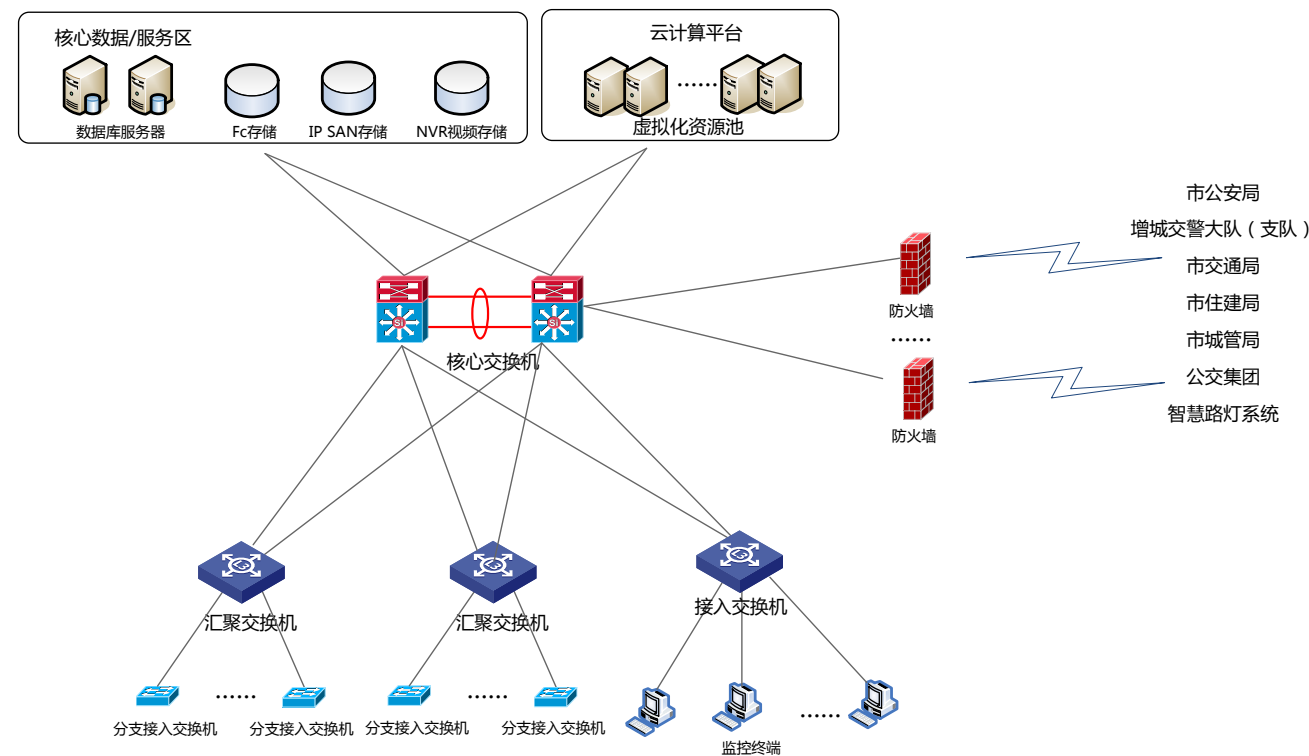 核心数据/服务区
数据库服务器
Fc存储
IP SAN存储
NVR视频存储
云计算平台
......
虚拟化资源池
SI
SI
核心交换机
防火墙
......
防火墙
市公安局
增城交警大队（支队）
市交通局
市住建局
市城管局
公交集团
智慧路灯系统
L3
汇聚交换机
L3
汇聚交换机
L3
接入交换机
......
分支接入交换机
分支接入交换机
......
分支接入交换机
分支接入交换机
......
监控终端